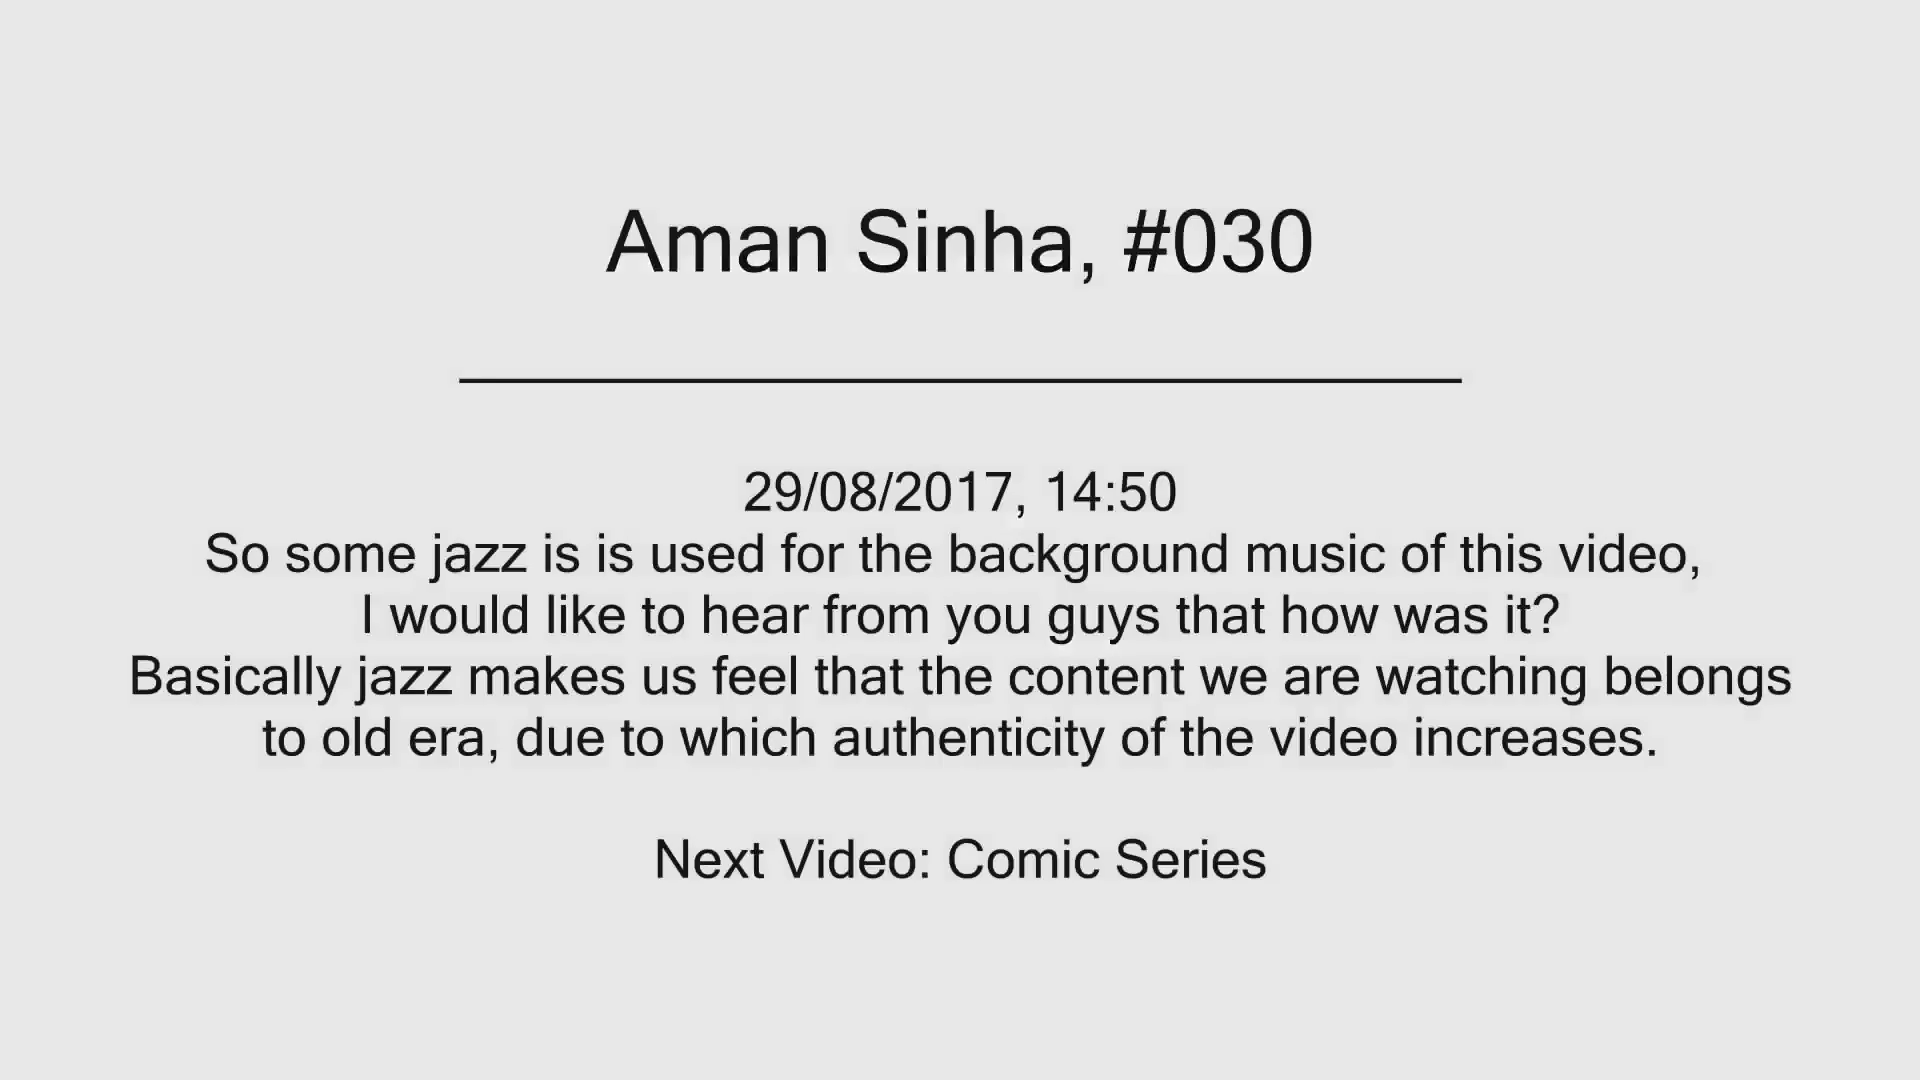 Aman Sinha, #030
29/08/2017, 14:50
So some jazz is is used for the background music of this video,
I would like to hear from you guys that how was it?
Basically jazz makes us feel that the content we are watching belongs
to old era, due to which authenticity of the video increases.
Next Video: Comic Series